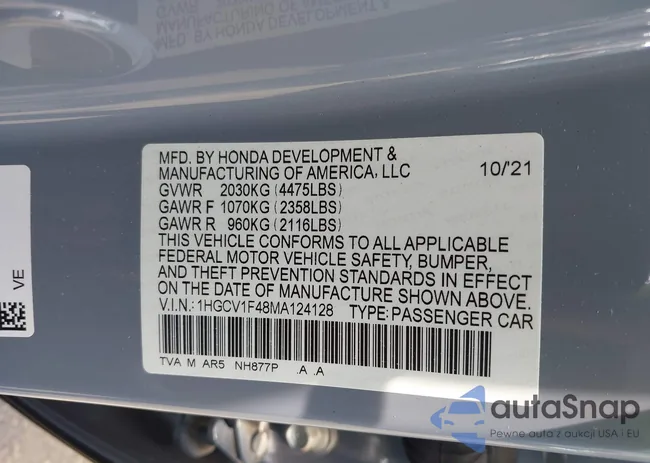 MFD. BY HONDA DEVELOPMENT &
MANUFACTURING OF AMERICA, LLC 10/21
GVWR 2030KG (4475LBS)
GAWR F 1070KG (2358LBS)
GAWR R 960KG (2116LBS)
THIS VEHICLE CONFORMS TO ALL APPLICABLE
FEDERAL MOTOR VEHICLE SAFETY, BUMPER,
AND THEFT PREVENTION STANDARDS IN EFFECT
ON THE DATE OF MANUFACTURE SHOWN ABOVE.
V.I.N.: 1HGCV1F48MA124128 TYPE: PASSENGER CAR
TVA M AR5 NH877P .A .A
VE
autoSnap
Pewne auta z aukcji USA i EU